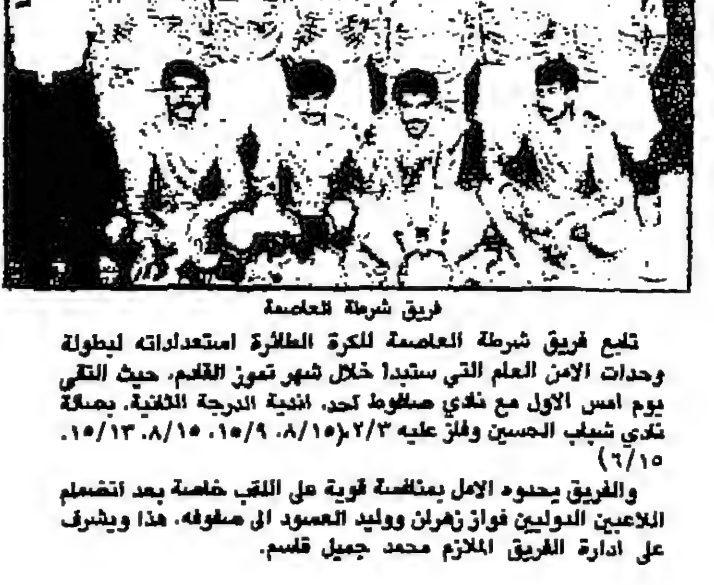 فريق شرطة العاصمة
تابع فريق شرطة العاصمة للكرة الطائرة استعداداته لبطولة
وحدات الامن العام التي ستبدا خلال شهر تموز القادم. حيث التقى
يوم امس الاول مع نادي صافوط احد. اندية الدرجة الثانية. بصالة
نادي شباب الحسين وفاز عليه ٢/٣ (٨/١٥، ١٥/٩، ٨/١٥، ١٥/١٣،
٦/١٥)
والفريق يحدوه الامل بمنافسة قوية على اللقب خاصة بعد انضمام
اللاعبين الدوليين فواز زهران ووليد العسود الى صفوفه. هذا ويشرف
على ادارة الفريق الملازم محمد جميل قاسم.